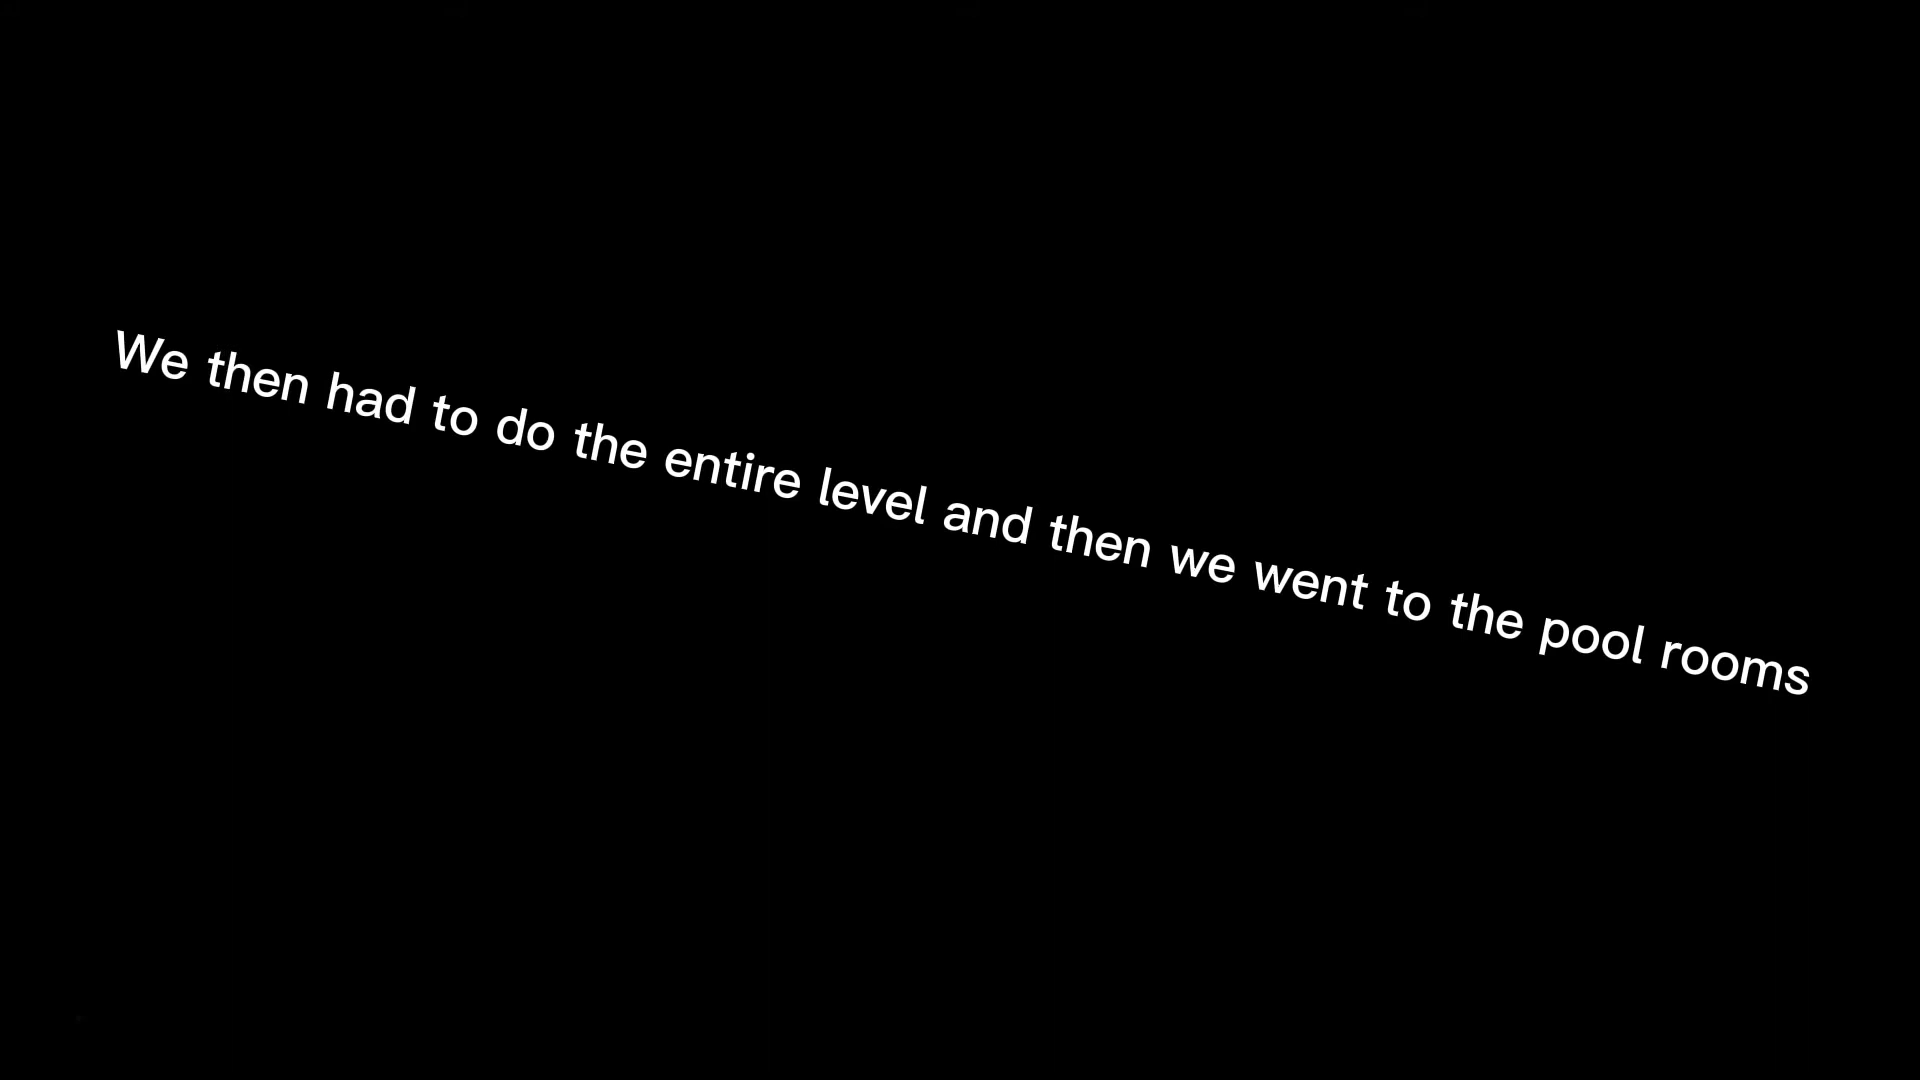 We then had to do the entire level and then we went to the pool rooms